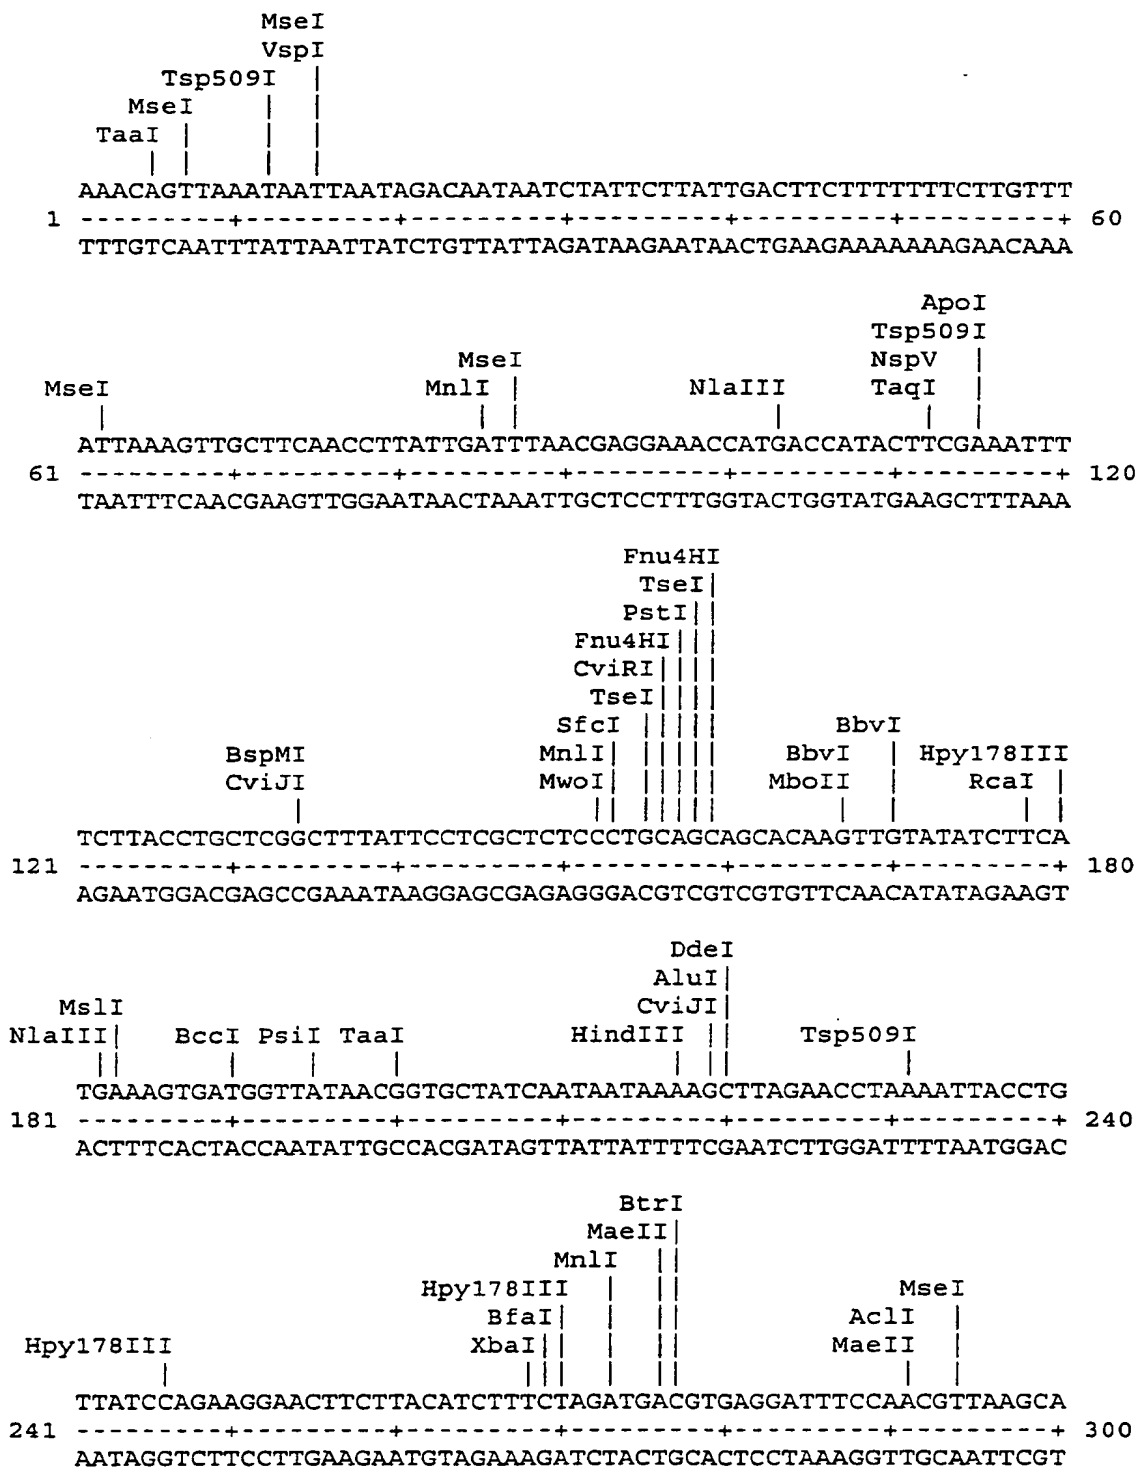 MseI
VspI
Tsp509I |
MseI | |
TaaI | | |
| | | |
AAACAGTTAAATAATTAATAGACAATAATCTATTCTTATTGACTTCTTTTTTTCTTGTTT
1 ---------+---------+---------+---------+---------+---------+ 60
TTTGTCAATTTATTAATTATCTGTTATTAGATAAGAATAACTGAAGAAAAAAAGAACAAA
ApoI
Tsp509I
MseI NspV |
MseI MnlI | NlaIII TaqI |
| | | | | |
ATTAAAGTTGCTTCAACCTTATTGATTTAACGAGGAAACCATGACCATACTTCGAAATTT
61 ---------+---------+---------+---------+---------+---------+ 120
TAATTTCAACGAAGTTGGAATAACTAAATTGCTCCTTTGGTACTGGTATGAAGCTTTAAA
Fnu4HI
TseI|
PstI||
Fnu4HI|||
CviRI||||
TseI|||||
SfcI ||||| BbvI
BspMI MnlI| ||||| BbvI | Hpy178III
CviJI MwoI| ||||| MboII | RcaI |
| || ||||| | | | |
TCTTACCTGCTCGGCTTTATTCCTCGCTCTCCCTGCAGCAGCACAAGTTGTATATCTTCA
121 ---------+---------+---------+---------+---------+---------+ 180
AGAATGGACGAGCCGAAATAAGGAGCGAGAGGGACGTCGTCGTGTTCAACATATAGAAGT
DdeI
AluI|
MslI CviJI|
NlaIII| BccI PsiI TaaI HindIII || Tsp509I
|| | | | | || |
TGAAAGTGATGGTTATAACGGTGCTATCAATAATAAAAGCTTAGAACCTAAAATTACCTG
181 ---------+---------+---------+---------+---------+---------+ 240
ACTTTCACTACCAATATTGCCACGATAGTTATTATTTTCGAATCTTGGATTTTAATGGAC
BtrI
MaeII|
MnlI ||
Hpy178III | || MseI
BfaI| | || AclI |
Hpy178III XbaI|| | || MaeII |
| ||| | || | |
TTATCCAGAAGGAACTTCTTACATCTTTCTAGATGACGTGAGGATTTCCAACGTTAAGCA
241 ---------+---------+---------+---------+---------+---------+ 300
AATAGGTCTTCCTTGAAGAATGTAGAAAGATCTACTGCACTCCTAAAGGTTGCAATTCGT